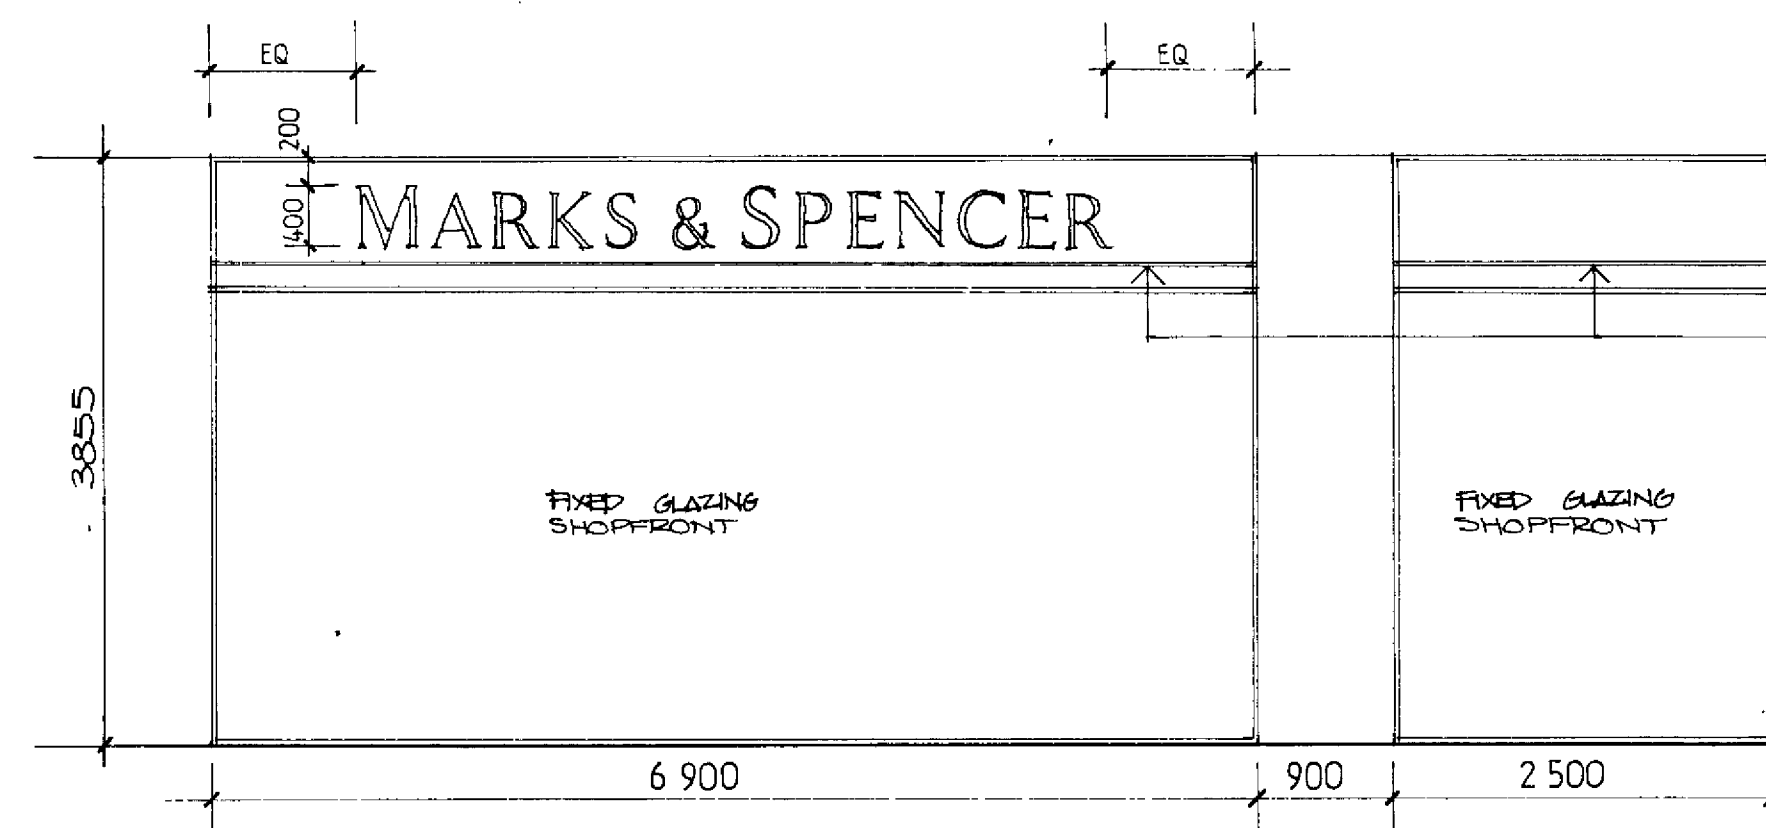 EQ EQ
200
400
MARKS & SPENCER
3855
FIXED GLAZING
SHOPFRONT
FIXED GLAZING
SHOPFRONT
6 900 900 2 500